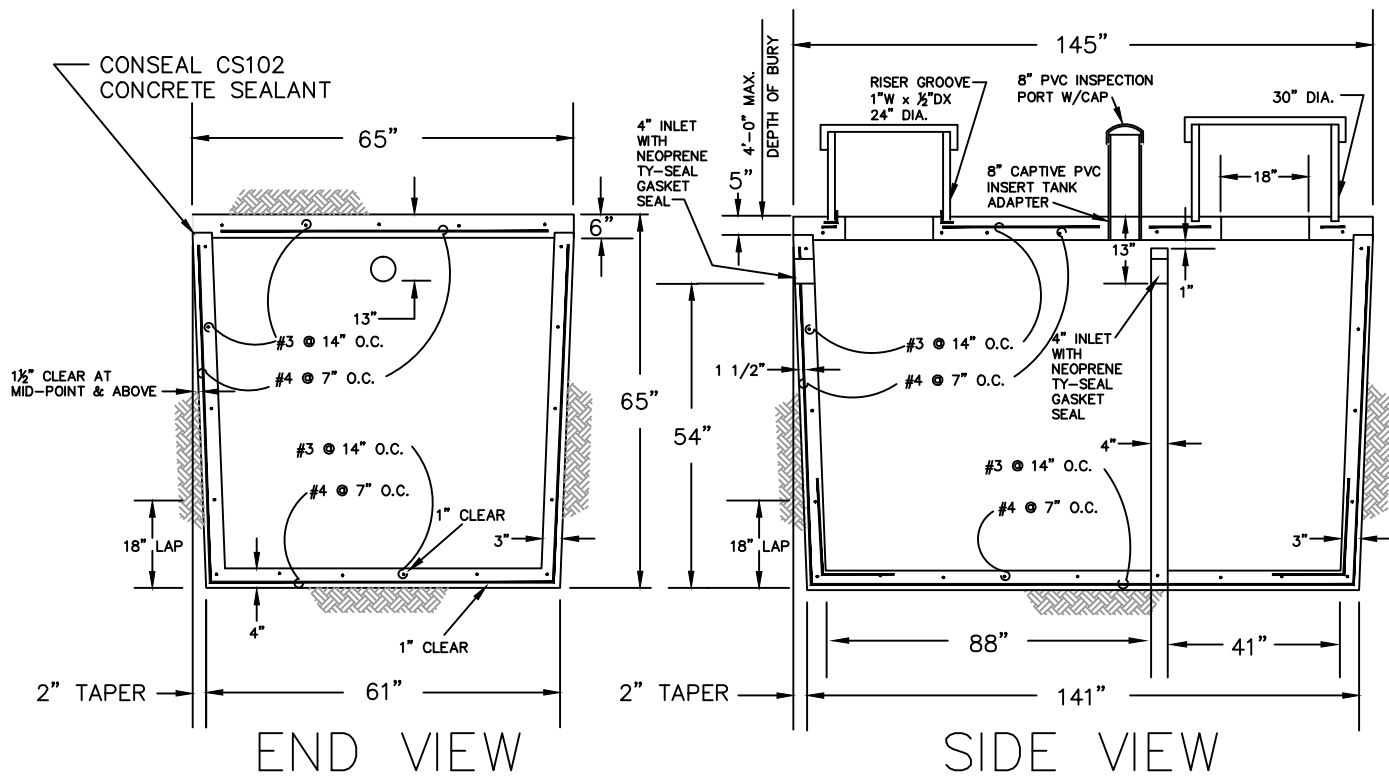 CONSEAL CS102
CONCRETE SEALANT
65"
6"
13"
#3 @ 14" O.C.
#4 @ 7" O.C.
1½" CLEAR AT
MID-POINT & ABOVE
65"
#3 @ 14" O.C.
#4 @ 7" O.C.
1" CLEAR
18" LAP
3"
4"
1" CLEAR
2" TAPER
61"
END VIEW
145"
4'-0" MAX.
DEPTH OF BURY
RISER GROOVE
1"W x ½"DX
24" DIA.
8" PVC INSPECTION
PORT W/CAP
30" DIA.
4" INLET
WITH
NEOPRENE
TY-SEAL
GASKET
SEAL
5"
8" CAPTIVE PVC
INSERT TANK
ADAPTER
18"
13"
1"
#3 @ 14" O.C.
4" INLET
WITH
NEOPRENE
TY-SEAL
GASKET
SEAL
1 1/2"
#4 @ 7" O.C.
54"
4"
#3 @ 14" O.C.
#4 @ 7" O.C.
18" LAP
3"
88"
41"
2" TAPER
141"
SIDE VIEW